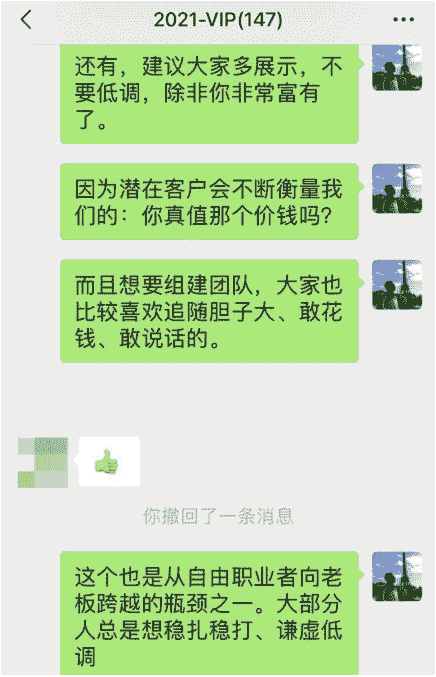 2021-VIP(147)
还有，建议大家多展示，不
要低调，除非你非常富有
了。
因为潜在客户会不断衡量我
们的：你真值那个价钱吗？
而且想要组建团队，大家也
比较喜欢追随胆子大、敢花
钱、敢说话的。
你撤回了一条消息
这个也是从自由职业者向老
板跨越的瓶颈之一。大部分
人总是想稳扎稳打、谦虚低
调